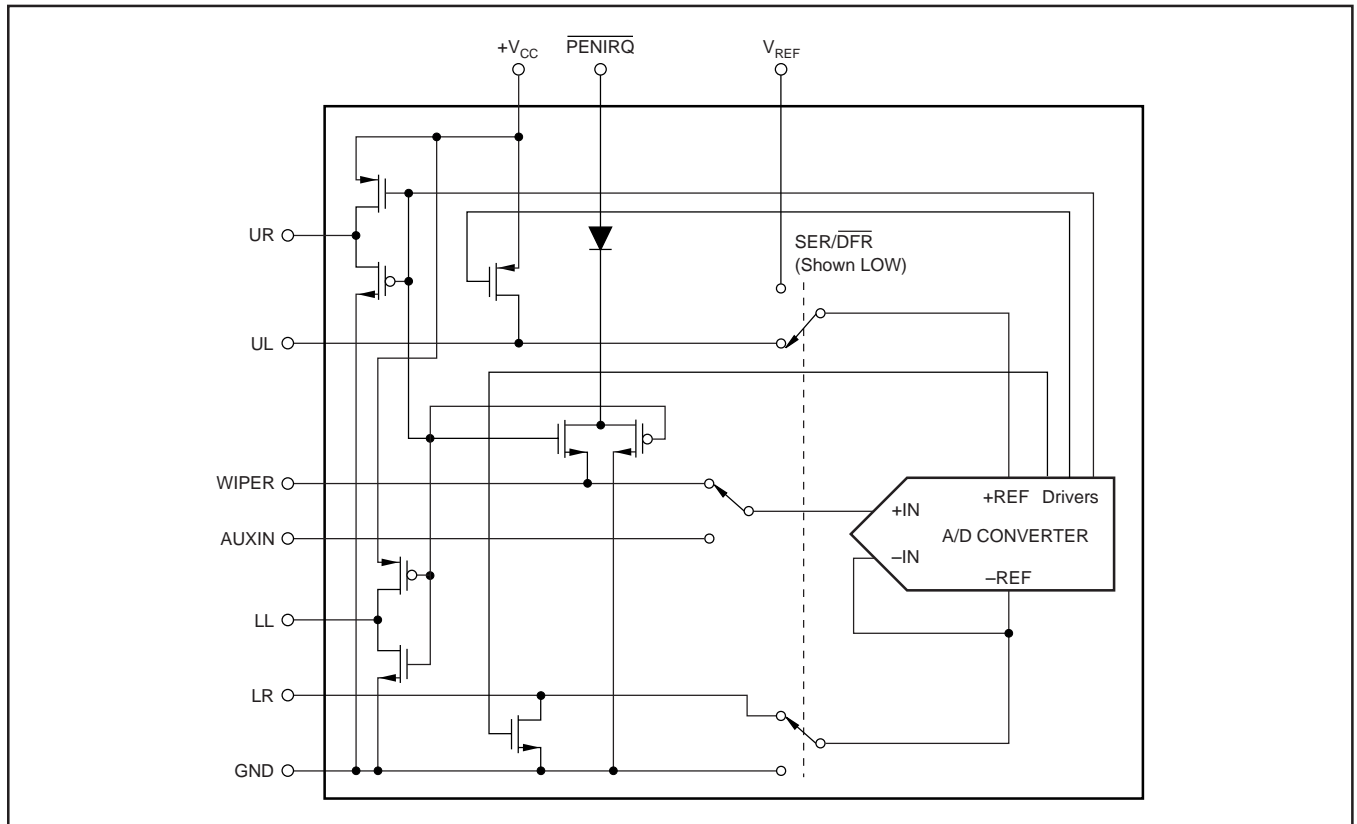 +VCC
PENIRQ
VREF
UR
SER/DFR
(Shown LOW)
UL
WIPER
+REF Drivers
+IN
AUXIN
A/D CONVERTER
–IN
–REF
LL
LR
GND